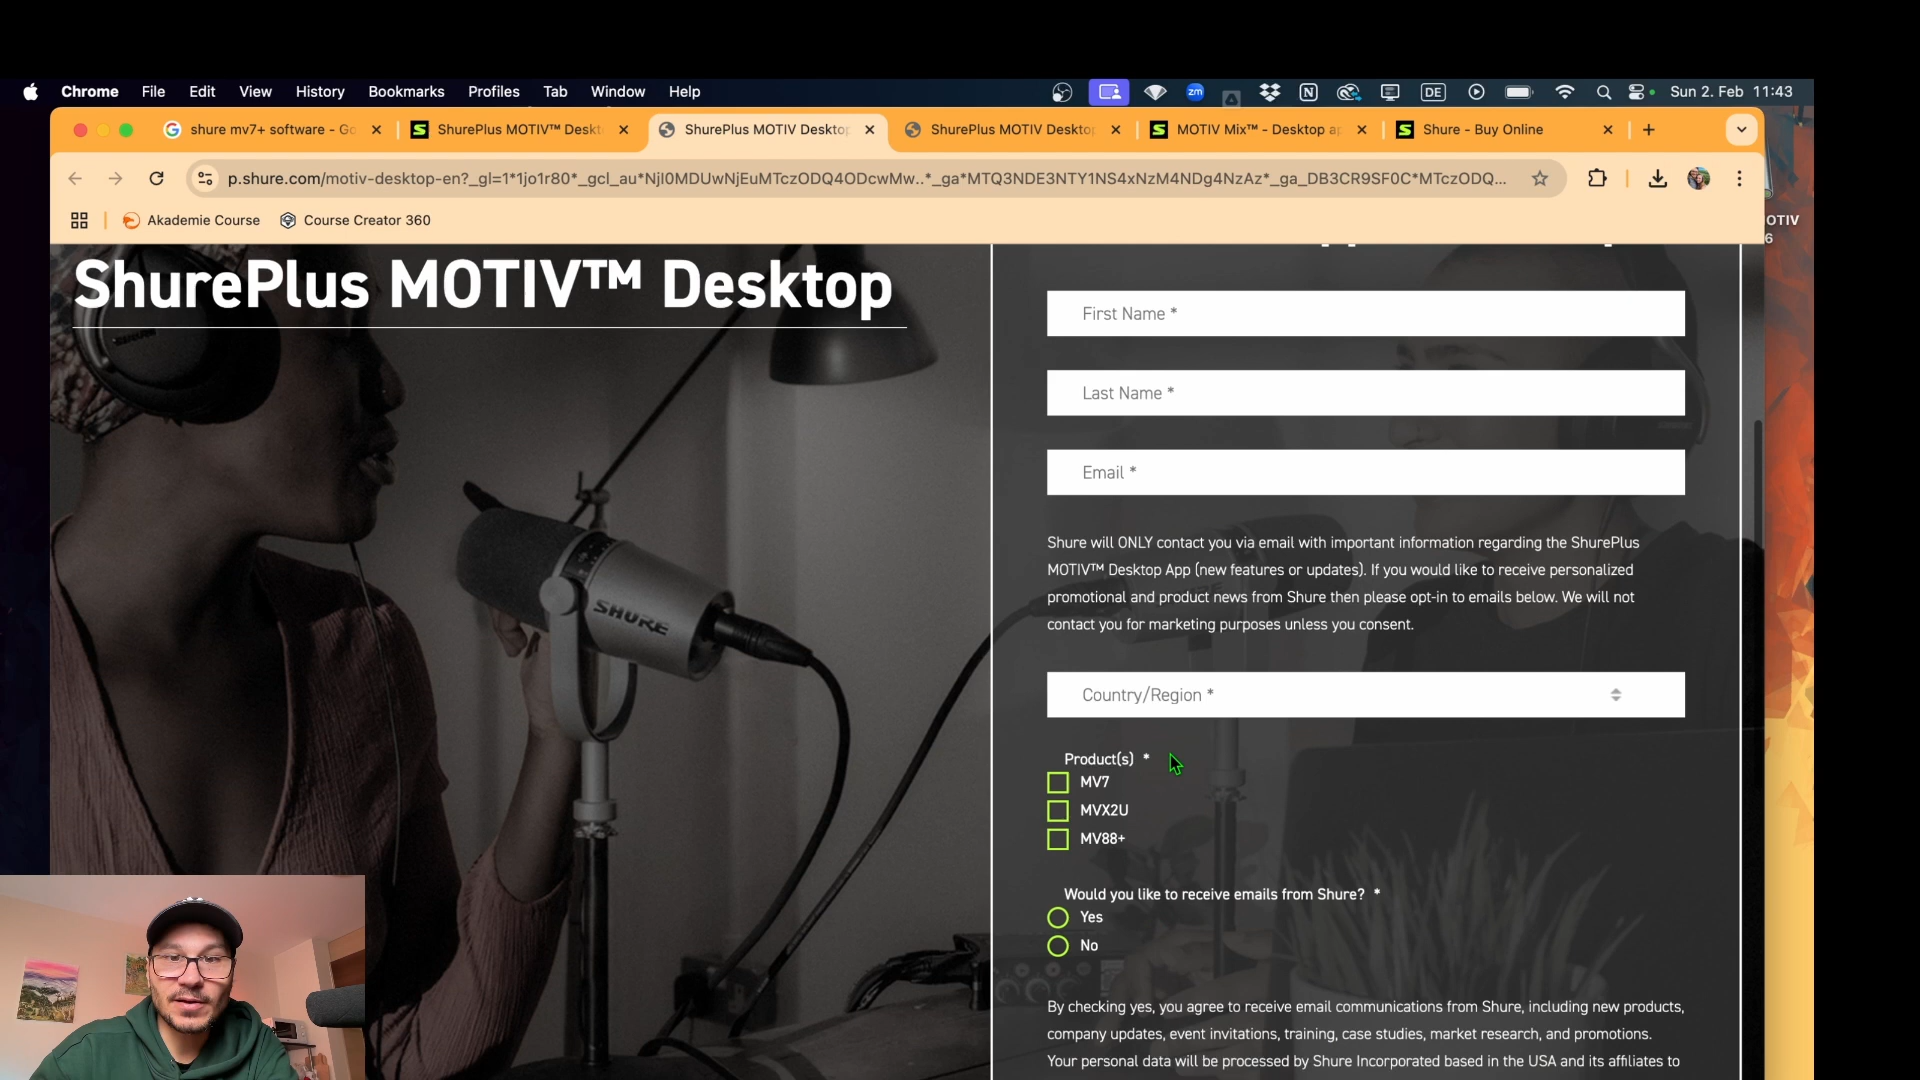 Chrome File Edit View History Bookmarks Profiles Tab Window Help
zm N DE Sun 2. Feb 11:43
shure mv7+ software - Go
ShurePlus MOTIV™ Deskt
ShurePlus MOTIV Desktop
ShurePlus MOTIV Desktop
MOTIV Mix™ - Desktop ap
Shure - Buy Online
p.shure.com/motiv-desktop-en?_gl=1*1jo1r80*_gcl_au*NjI0MDUwNjEuMTczODQ4ODcwMw..*_ga*MTQ3NDE3NTY1NS4xNzM4NDg4NzAz*_ga_DB3CR9SF0C*MTczODQ...
Akademie Course
Course Creator 360
OTIV
6
ShurePlus MOTIV™ Desktop
SHURE
First Name *
Last Name *
Email *
Shure will ONLY contact you via email with important information regarding the ShurePlus
MOTIV™ Desktop App (new features or updates). If you would like to receive personalized
promotional and product news from Shure then please opt-in to emails below. We will not
contact you for marketing purposes unless you consent.
Country/Region *
Product(s) *
MV7
MVX2U
MV88+
Would you like to receive emails from Shure? *
Yes
No
By checking yes, you agree to receive email communications from Shure, including new products,
company updates, event invitations, training, case studies, market research, and promotions.
Your personal data will be processed by Shure Incorporated based in the USA and its affiliates to